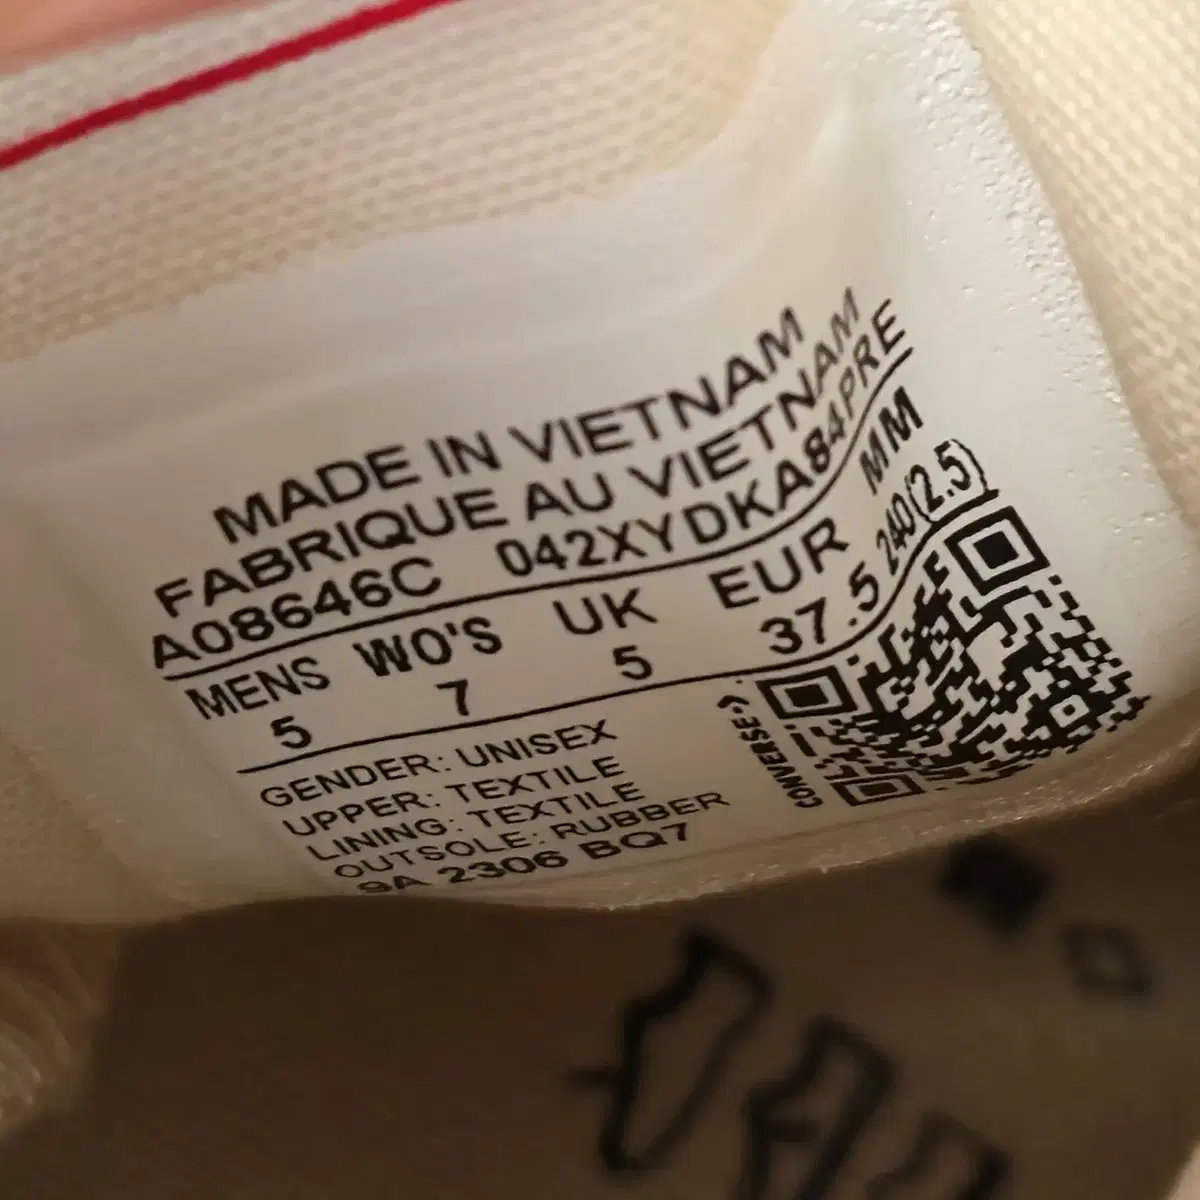 MADE IN VIETNAM
FABRIQUE AU VIETNAM
A08646C 042XYDKA84PRE
MENS WO'S UK EUR MM
5 7 5 37.5 240(2.5)
GENDER: UNISEX
UPPER: TEXTILE
LINING: TEXTILE
OUTSOLE: RUBBER
9A 2306 BQ7
CONVERSE